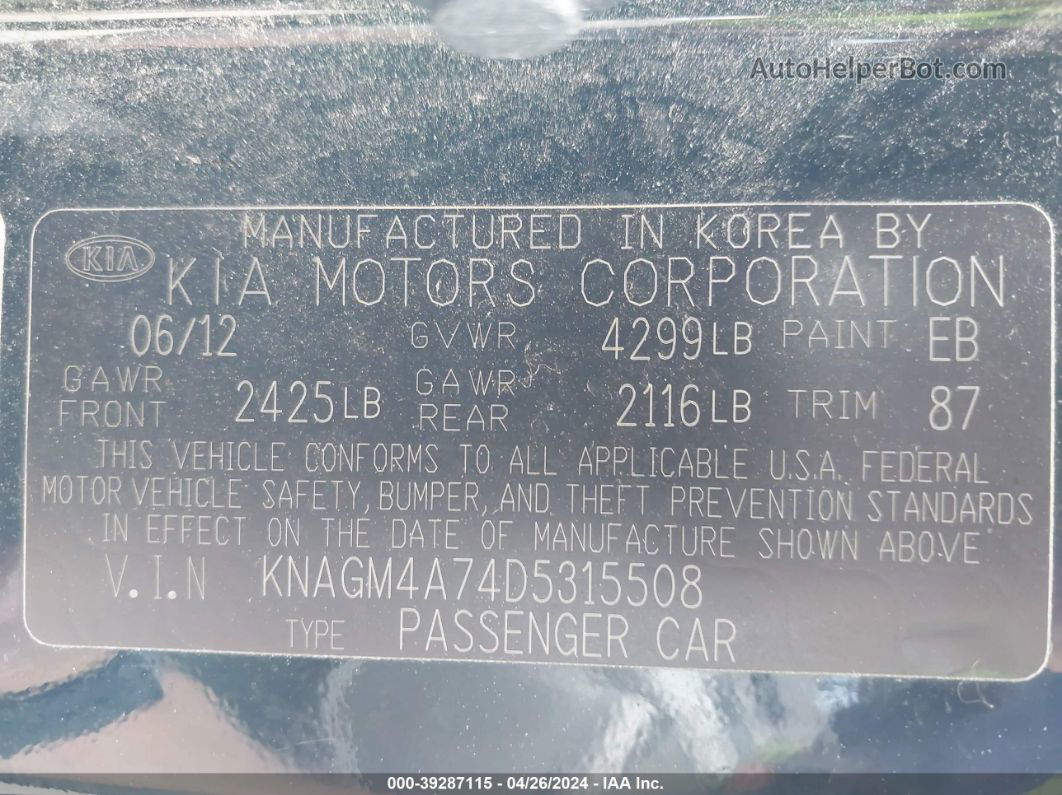 AutoHelperBot.com
MANUFACTURED IN KOREA BY
KIA KIA MOTORS CORPORATION
06/12 GVWR 4299LB PAINT EB
GAWR FRONT 2425LB GAWR REAR 2116LB TRIM 87
THIS VEHICLE CONFORMS TO ALL APPLICABLE U.S.A. FEDERAL
MOTOR VEHICLE SAFETY, BUMPER, AND THEFT PREVENTION STANDARDS
IN EFFECT ON THE DATE OF MANUFACTURE SHOWN ABOVE
V.I.N KNAGM4A74D5315508
TYPE PASSENGER CAR
000-39287115 - 04/26/2024 - IAA Inc.